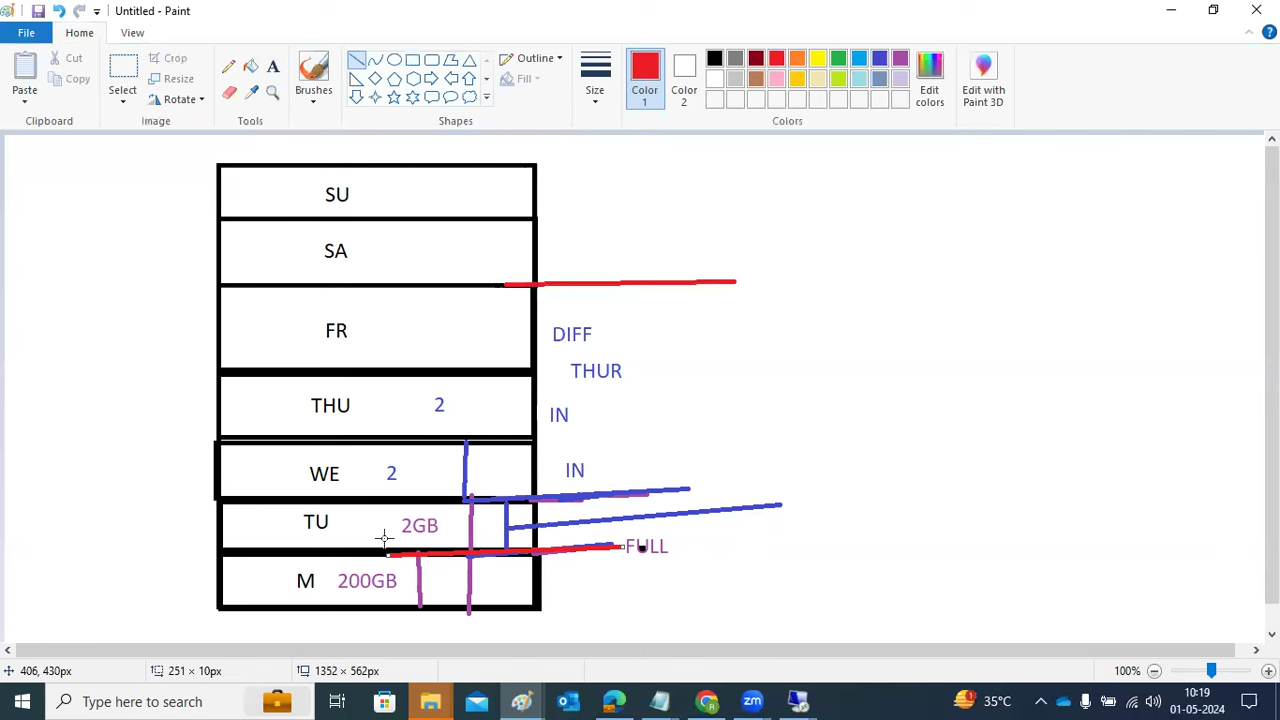 Untitled - Paint
File
Home
View
Paste
Cut
Copy
Clipboard
Select
Crop
Resize
Rotate
Image
Tools
Brushes
Outline
Fill
Shapes
Size
Color
1
Color
2
Edit
colors
Edit with
Paint 3D
Colors
SU
SA
FR
DIFF
THUR
THU 2
IN
WE 2
IN
TU 2GB
FULL
M 200GB
406, 430px
251 × 10px
1352 × 562px
100%
Type here to search
35°C
10:19
01-05-2024